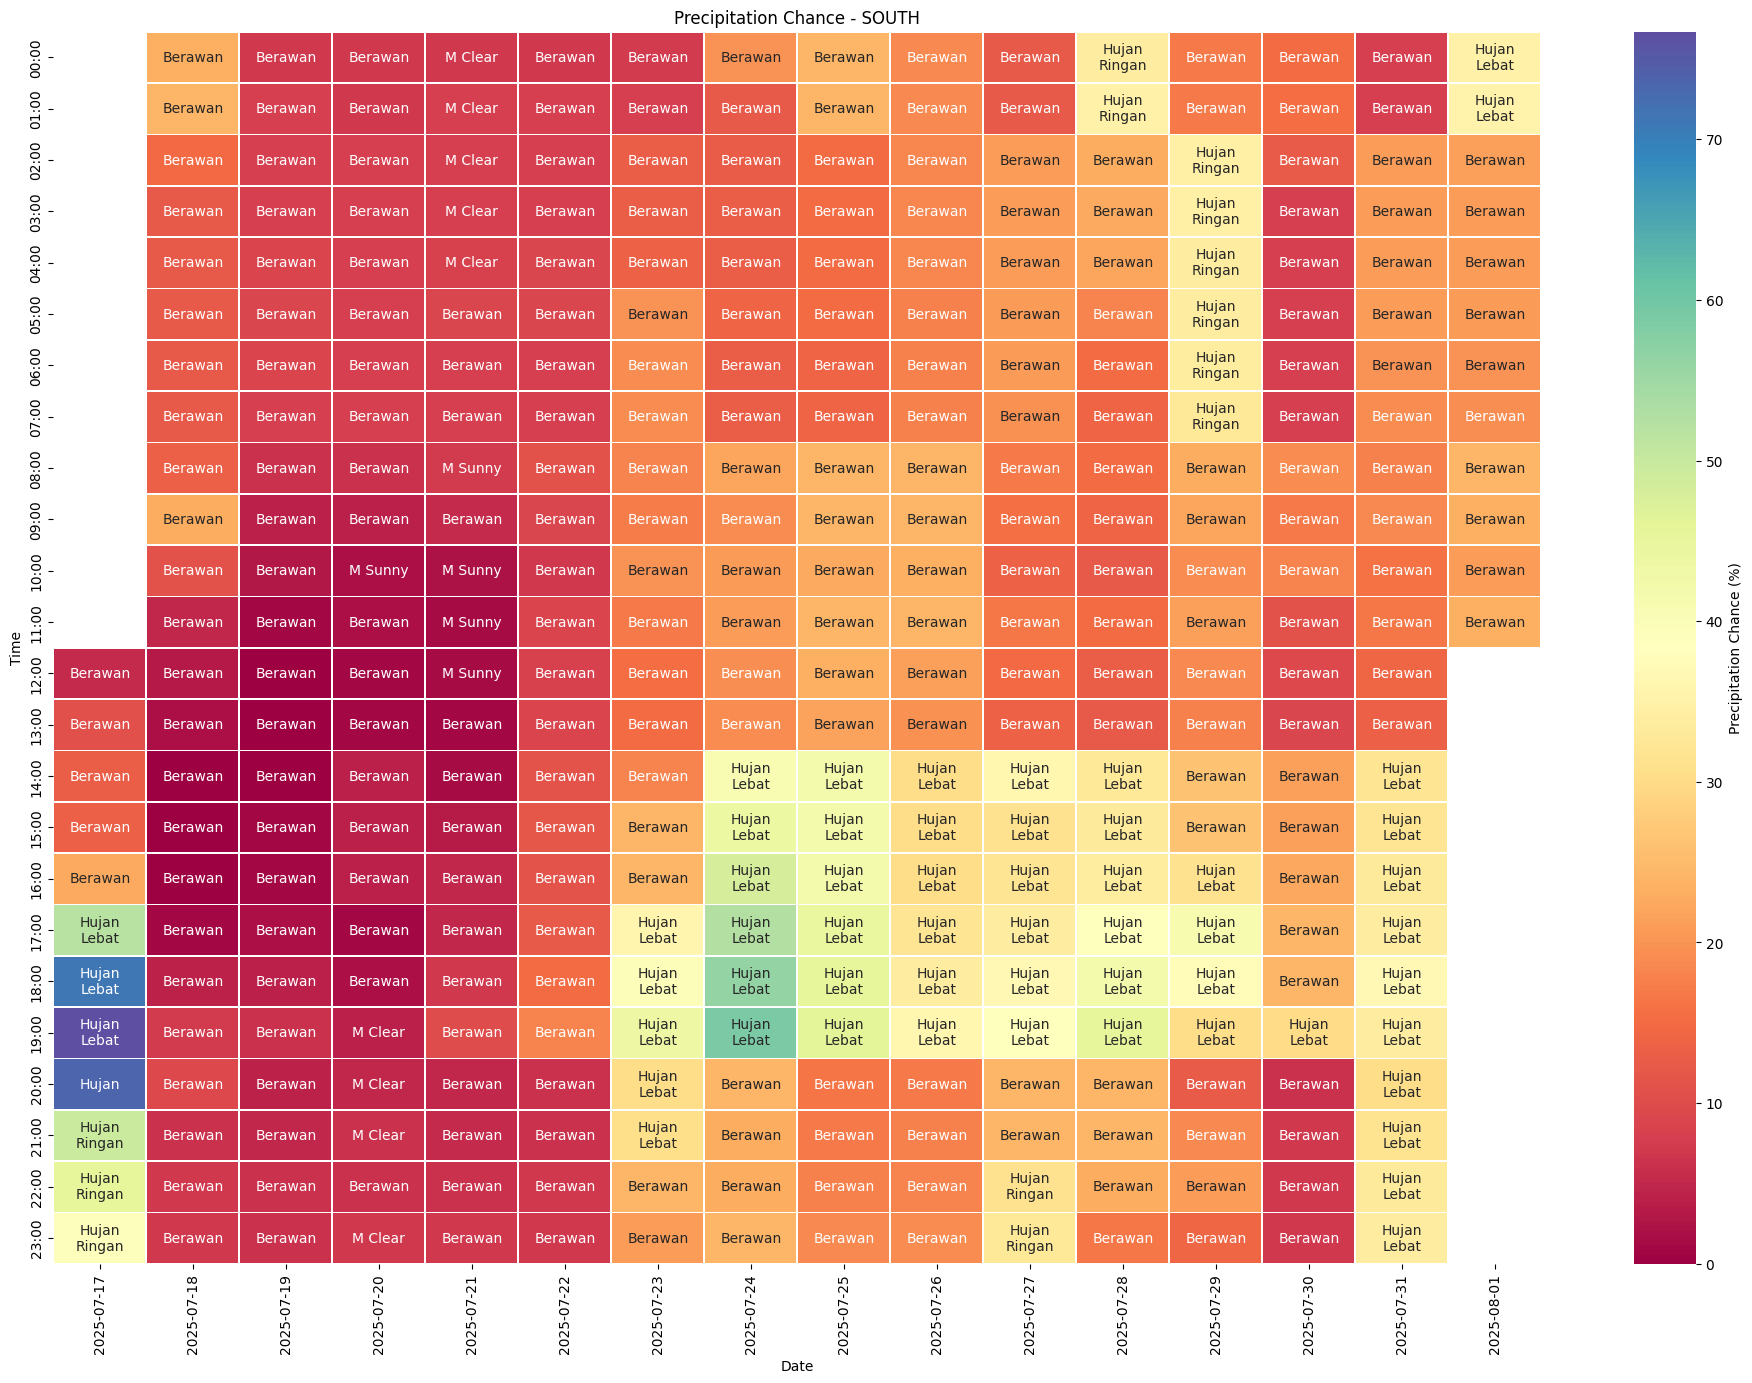 Precipitation Chance - SOUTH
00:00 Berawan Berawan Berawan M Clear Berawan Berawan Berawan Berawan Berawan Berawan Hujan Ringan Berawan Berawan Berawan Hujan Lebat
01:00 Berawan Berawan Berawan M Clear Berawan Berawan Berawan Berawan Berawan Berawan Hujan Ringan Berawan Berawan Berawan Hujan Lebat
02:00 Berawan Berawan Berawan M Clear Berawan Berawan Berawan Berawan Berawan Berawan Berawan Hujan Ringan Berawan Berawan Berawan
03:00 Berawan Berawan Berawan M Clear Berawan Berawan Berawan Berawan Berawan Berawan Berawan Hujan Ringan Berawan Berawan Berawan
04:00 Berawan Berawan Berawan M Clear Berawan Berawan Berawan Berawan Berawan Berawan Berawan Hujan Ringan Berawan Berawan Berawan
05:00 Berawan Berawan Berawan Berawan Berawan Berawan Berawan Berawan Berawan Berawan Berawan Hujan Ringan Berawan Berawan Berawan
06:00 Berawan Berawan Berawan Berawan Berawan Berawan Berawan Berawan Berawan Berawan Berawan Hujan Ringan Berawan Berawan Berawan
07:00 Berawan Berawan Berawan Berawan Berawan Berawan Berawan Berawan Berawan Berawan Berawan Hujan Ringan Berawan Berawan Berawan
08:00 Berawan Berawan Berawan M Sunny Berawan Berawan Berawan Berawan Berawan Berawan Berawan Berawan Berawan Berawan Berawan
09:00 Berawan Berawan Berawan Berawan Berawan Berawan Berawan Berawan Berawan Berawan Berawan Berawan Berawan Berawan Berawan
10:00 Berawan Berawan M Sunny M Sunny Berawan Berawan Berawan Berawan Berawan Berawan Berawan Berawan Berawan Berawan Berawan
11:00 Berawan Berawan Berawan M Sunny Berawan Berawan Berawan Berawan Berawan Berawan Berawan Berawan Berawan Berawan Berawan
12:00 Berawan Berawan Berawan Berawan M Sunny Berawan Berawan Berawan Berawan Berawan Berawan Berawan Berawan Berawan Berawan
13:00 Berawan Berawan Berawan Berawan Berawan Berawan Berawan Berawan Berawan Berawan Berawan Berawan Berawan Berawan Berawan
14:00 Berawan Berawan Berawan Berawan Berawan Berawan Berawan Hujan Lebat Hujan Lebat Hujan Lebat Hujan Lebat Hujan Lebat Berawan Berawan Hujan Lebat
15:00 Berawan Berawan Berawan Berawan Berawan Berawan Berawan Hujan Lebat Hujan Lebat Hujan Lebat Hujan Lebat Hujan Lebat Berawan Berawan Hujan Lebat
16:00 Berawan Berawan Berawan Berawan Berawan Berawan Berawan Hujan Lebat Hujan Lebat Hujan Lebat Hujan Lebat Hujan Lebat Hujan Lebat Berawan Hujan Lebat
17:00 Hujan Lebat Berawan Berawan Berawan Berawan Berawan Hujan Lebat Hujan Lebat Hujan Lebat Hujan Lebat Hujan Lebat Hujan Lebat Hujan Lebat Berawan Hujan Lebat
18:00 Hujan Lebat Berawan Berawan Berawan Berawan Berawan Hujan Lebat Hujan Lebat Hujan Lebat Hujan Lebat Hujan Lebat Hujan Lebat Hujan Lebat Berawan Hujan Lebat
19:00 Hujan Lebat Berawan Berawan M Clear Berawan Berawan Hujan Lebat Hujan Lebat Hujan Lebat Hujan Lebat Hujan Lebat Hujan Lebat Hujan Lebat Hujan Lebat Hujan Lebat
20:00 Hujan Berawan Berawan M Clear Berawan Berawan Hujan Lebat Berawan Berawan Berawan Berawan Berawan Berawan Berawan Hujan Lebat
21:00 Hujan Ringan Berawan Berawan M Clear Berawan Berawan Hujan Lebat Berawan Berawan Berawan Berawan Berawan Berawan Berawan Hujan Lebat
22:00 Hujan Ringan Berawan Berawan Berawan Berawan Berawan Berawan Berawan Berawan Berawan Hujan Ringan Berawan Berawan Berawan Hujan Lebat
23:00 Hujan Ringan Berawan Berawan M Clear Berawan Berawan Berawan Berawan Berawan Berawan Hujan Ringan Berawan Berawan Berawan Hujan Lebat
2025-07-17 2025-07-18 2025-07-19 2025-07-20 2025-07-21 2025-07-22 2025-07-23 2025-07-24 2025-07-25 2025-07-26 2025-07-27 2025-07-28 2025-07-29 2025-07-30 2025-07-31 2025-08-01
Time
Date
70
60
50
40
30
20
10
0
Precipitation Chance (%)